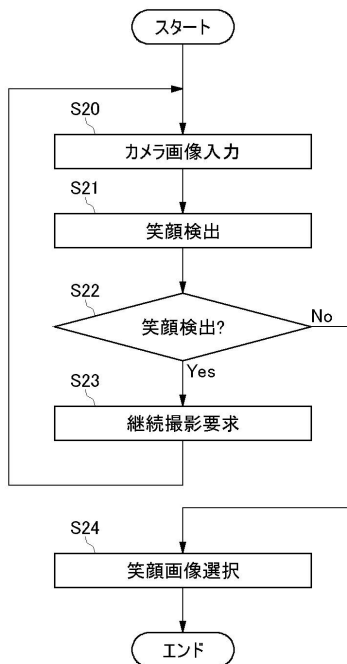 スタート
S20
カメラ画像入力
S21
笑顔検出
S22
笑顔検出?
No
Yes
S23
継続撮影要求
S24
笑顔画像選択
エンド